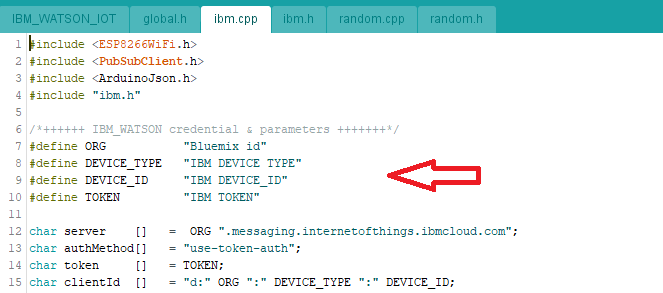 IBM_WATSON_IOT global.h ibm.cpp ibm.h random.cpp random.h
1 #include <ESP8266WiFi.h>
2 #include <PubSubClient.h>
3 #include <ArduinoJson.h>
4 #include "ibm.h"
5
6 /*++++++ IBM_WATSON credential & parameters +++++++*/
7 #define ORG "Bluemix id"
8 #define DEVICE_TYPE "IBM DEVICE TYPE"
9 #define DEVICE_ID "IBM DEVICE_ID"
10 #define TOKEN "IBM TOKEN"
11
12 char server [] = ORG ".messaging.internetofthings.ibmcloud.com";
13 char authMethod[] = "use-token-auth";
14 char token [] = TOKEN;
15 char clientId [] = "d:" ORG ":" DEVICE_TYPE ":" DEVICE_ID;